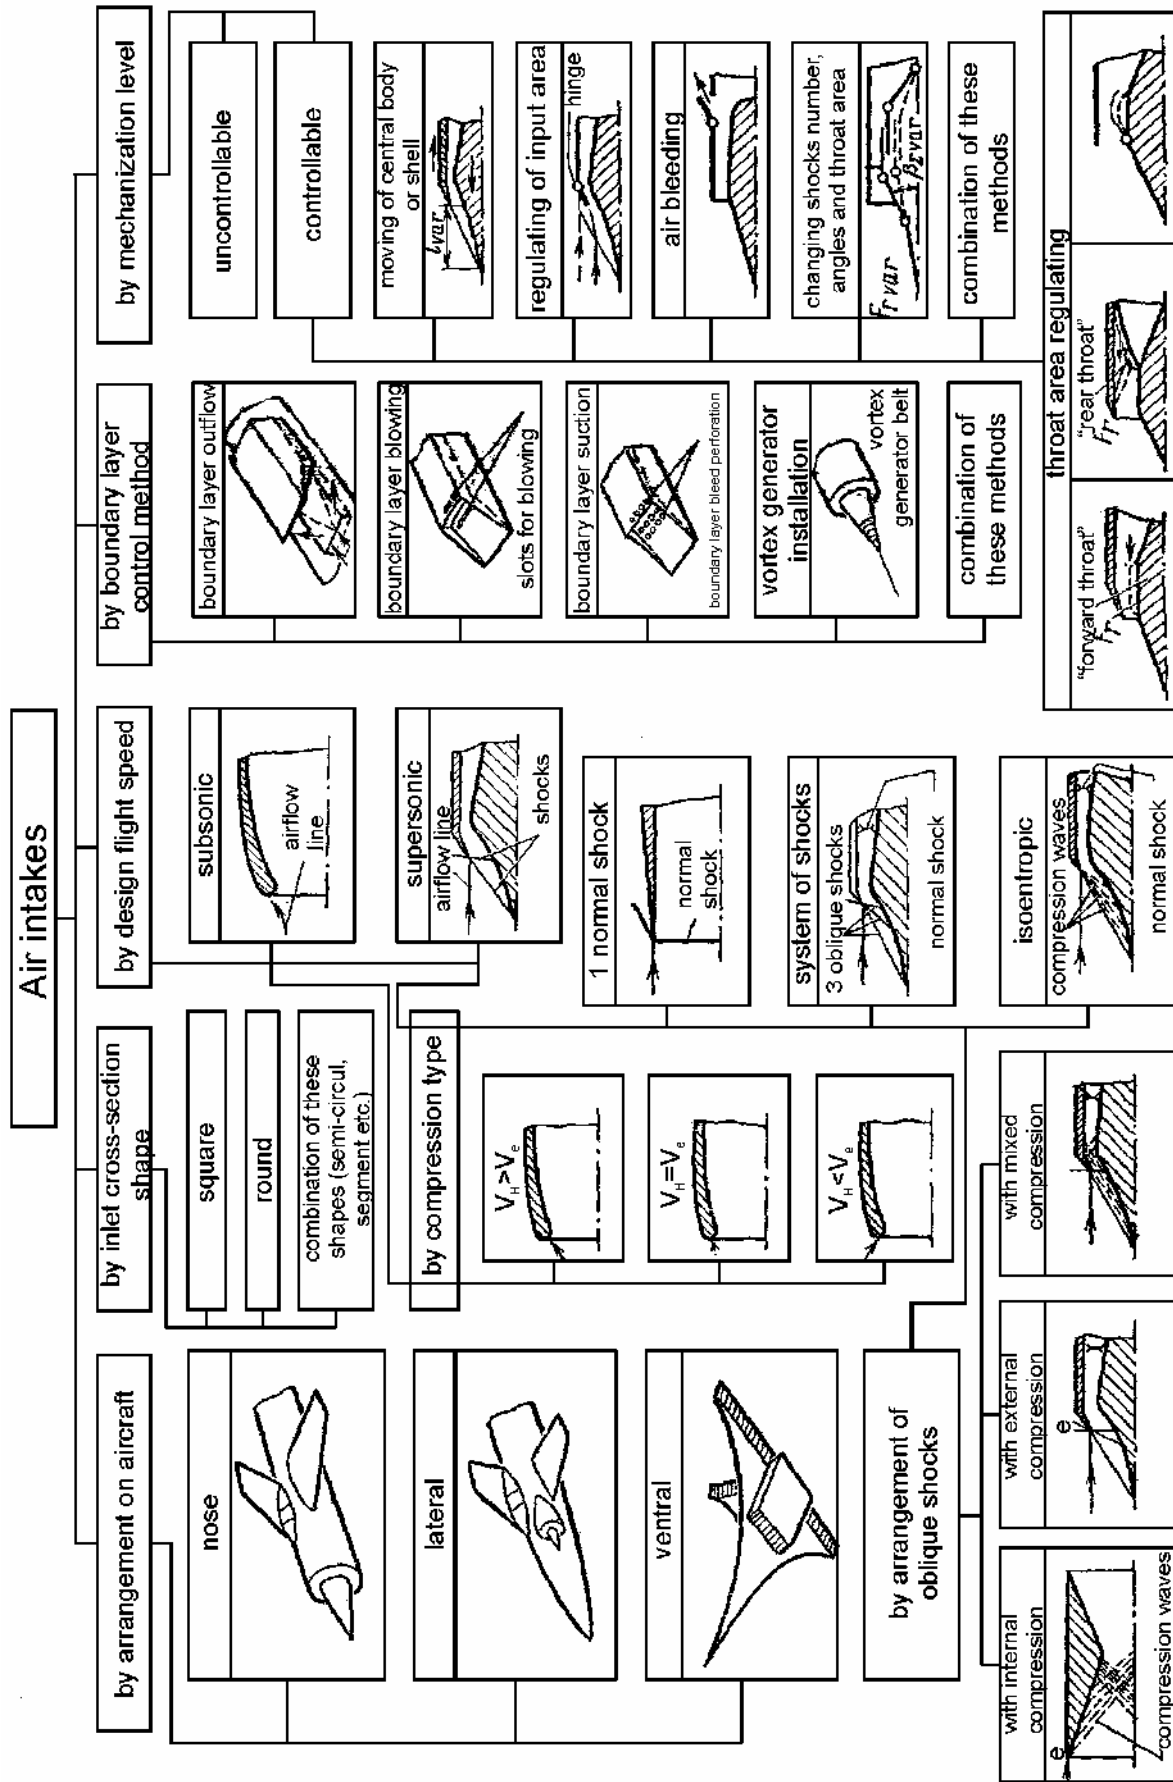 Air intakes
by arrangement on aircraft
nose
lateral
ventral
by inlet cross-section
shape
square
round
combination of these
shapes (semi-circul,
segment etc.)
by design flight speed
subsonic
airflow
line
supersonic
airflow line
shocks
by compression type
V_H>V_e
V_H=V_e
V_H<V_e
1 normal shock
normal
shock
system of shocks
3 oblique shocks
normal shock
isoentropic
compression waves
normal shock
by arrangement of
oblique shocks
with internal
compression
e
compression waves
with external
compression
e
with mixed
compression
by boundary layer
control method
boundary layer outflow
boundary layer blowing
slots for blowing
boundary layer suction
boundary layer bleed perforation
vortex generator
installation
vortex
generator belt
combination of
these methods
by mechanization level
uncontrollable
controllable
moving of central body
or shell
l var
regulating of input area
hinge
air bleeding
changing shocks number,
angles and throat area
fT var
βΣ var
combination of these
methods
throat area regulating
“forward throat”
fT
“rear throat”
fT